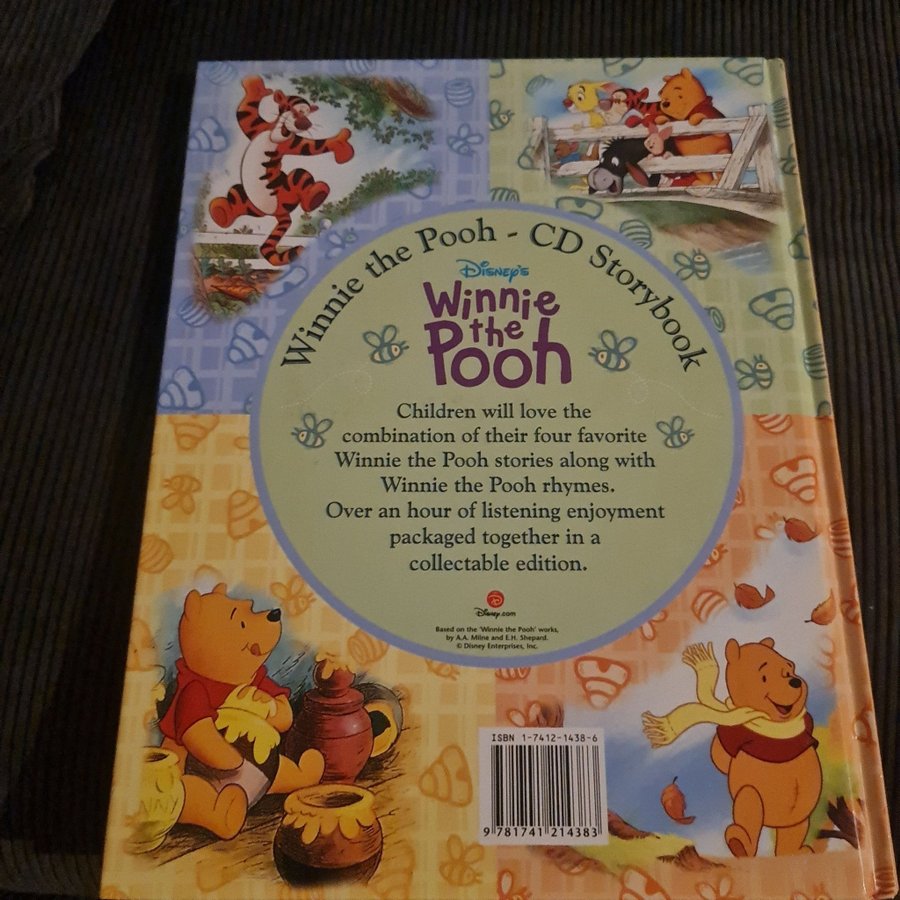 Winnie the Pooh - CD Storybook
Disney's
Winnie
the
Pooh
Children will love the
combination of their four favorite
Winnie the Pooh stories along with
Winnie the Pooh rhymes.
Over an hour of listening enjoyment
packaged together in a
collectable edition.
Disney.com
Based on the 'Winnie the Pooh' works,
by A.A. Milne and E.H. Shepard.
© Disney Enterprises, Inc.
ISBN 1-7412-1438-6
9 781741 214383